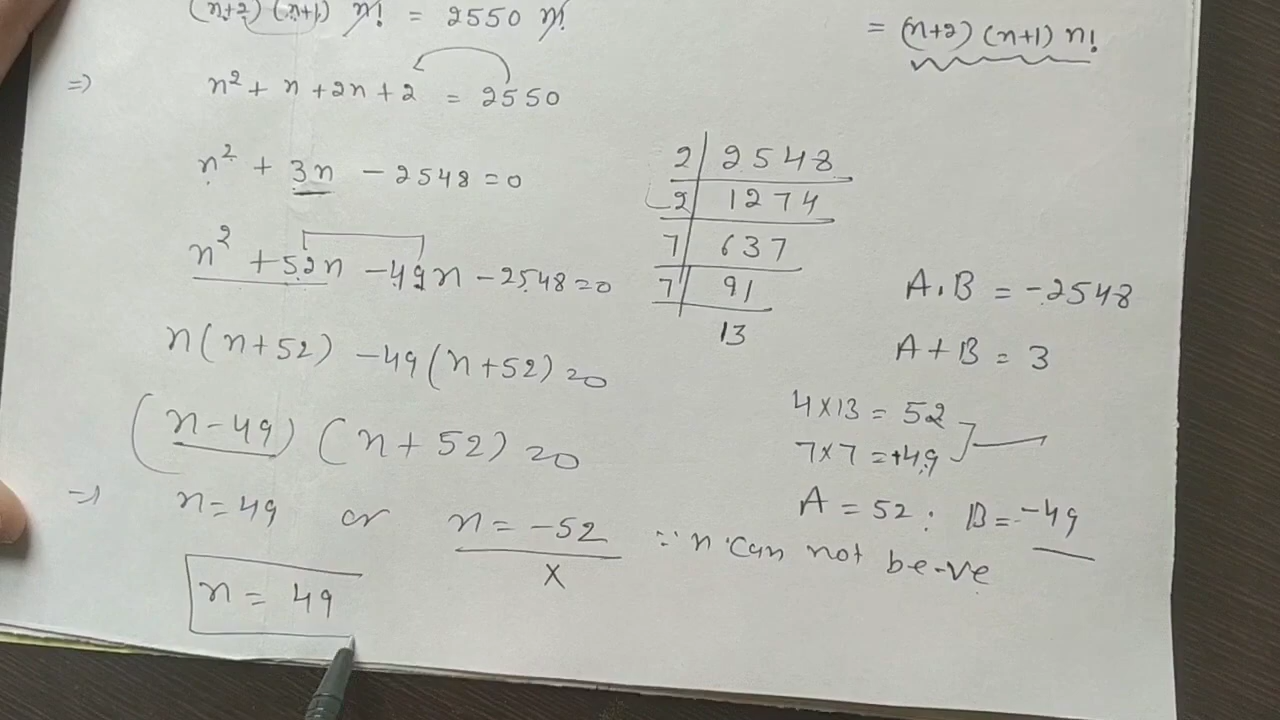 (n+2) (n+1) n! = 2550 n!
=> n² + n + 2n + 2 = 2550
n² + 3n - 2548 = 0
n² + 52n - 49n - 2548 = 0
n(n+52) - 49(n+52) = 0
(n-49) (n+52) = 0
=> n = 49 or n = -52 ∵ n can not be -ve
X
n = 49
= (n+2) (n+1) n!
2 | 2548
2 | 1274
7 | 637
7 | 91
13
A.B = -2548
A + B = 3
4 x 13 = 52
7 x 7 = +49
A = 52 : B = -49